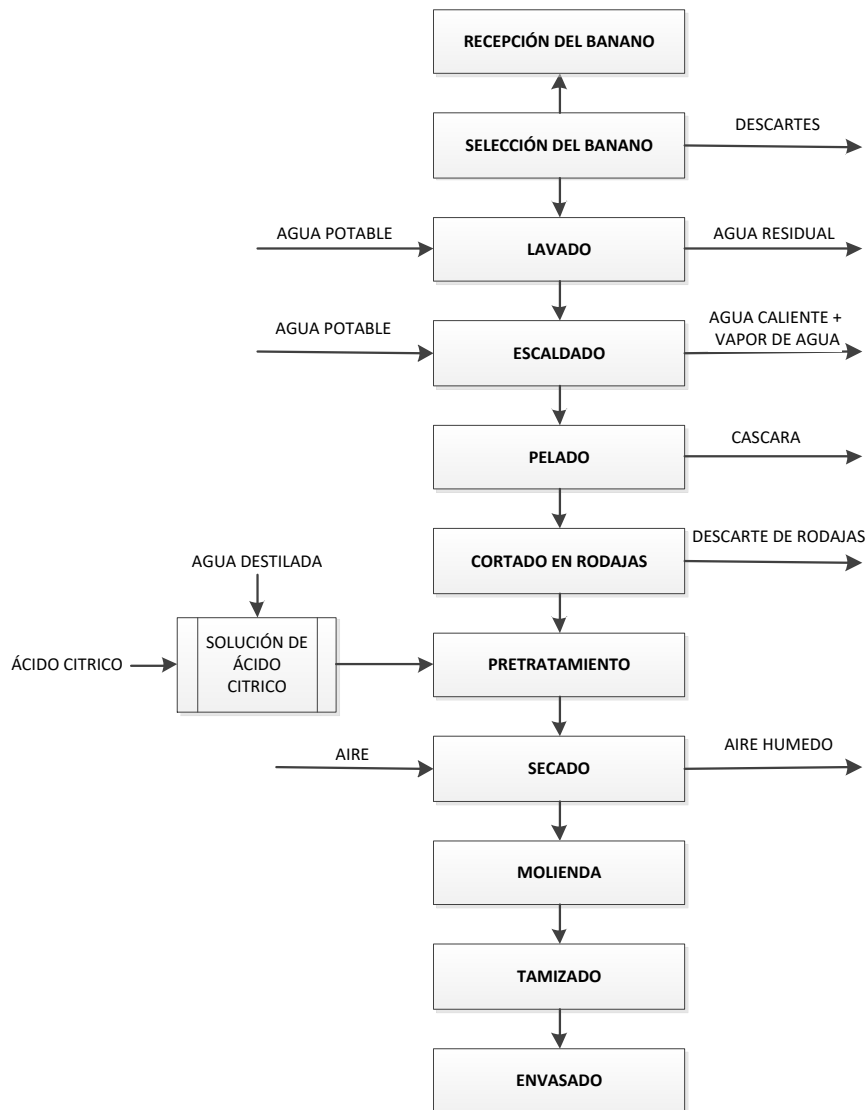 RECEPCIÓN DEL BANANO
DESCARTES
SELECCIÓN DEL BANANO
AGUA POTABLE
LAVADO
AGUA RESIDUAL
AGUA POTABLE
ESCALDADO
AGUA CALIENTE +
VAPOR DE AGUA
PELADO
CASCARA
CORTADO EN RODAJAS
DESCARTE DE RODAJAS
AGUA DESTILADA
ÁCIDO CITRICO
SOLUCIÓN DE
ÁCIDO
CITRICO
PRETRATAMIENTO
AIRE
SECADO
AIRE HUMEDO
MOLIENDA
TAMIZADO
ENVASADO